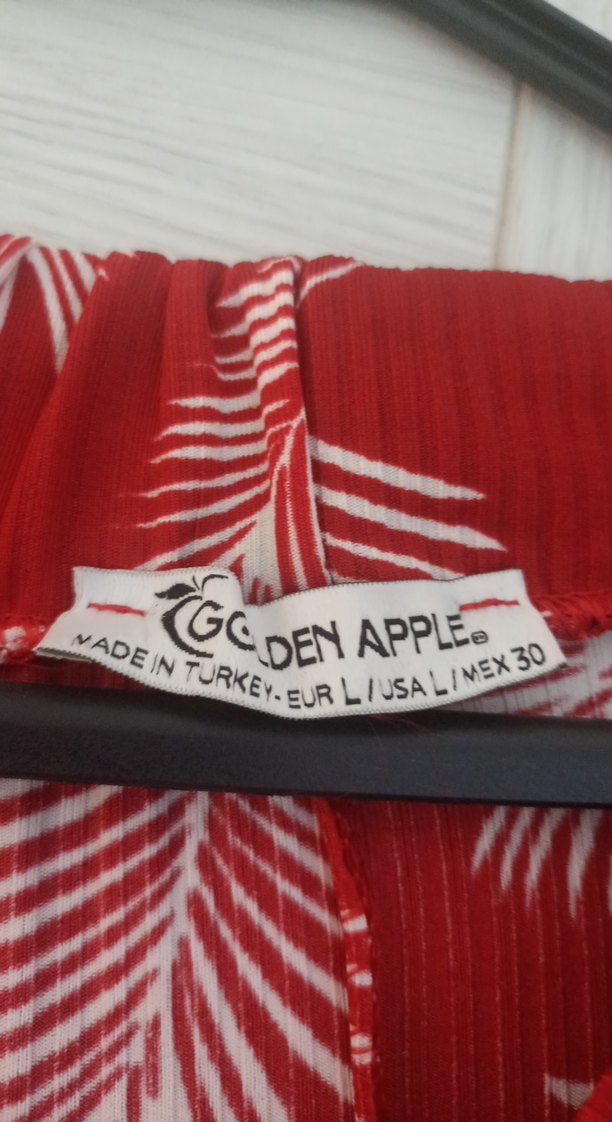 GOLDEN APPLE®
MADE IN TURKEY - EUR L / USA L / MEX 30